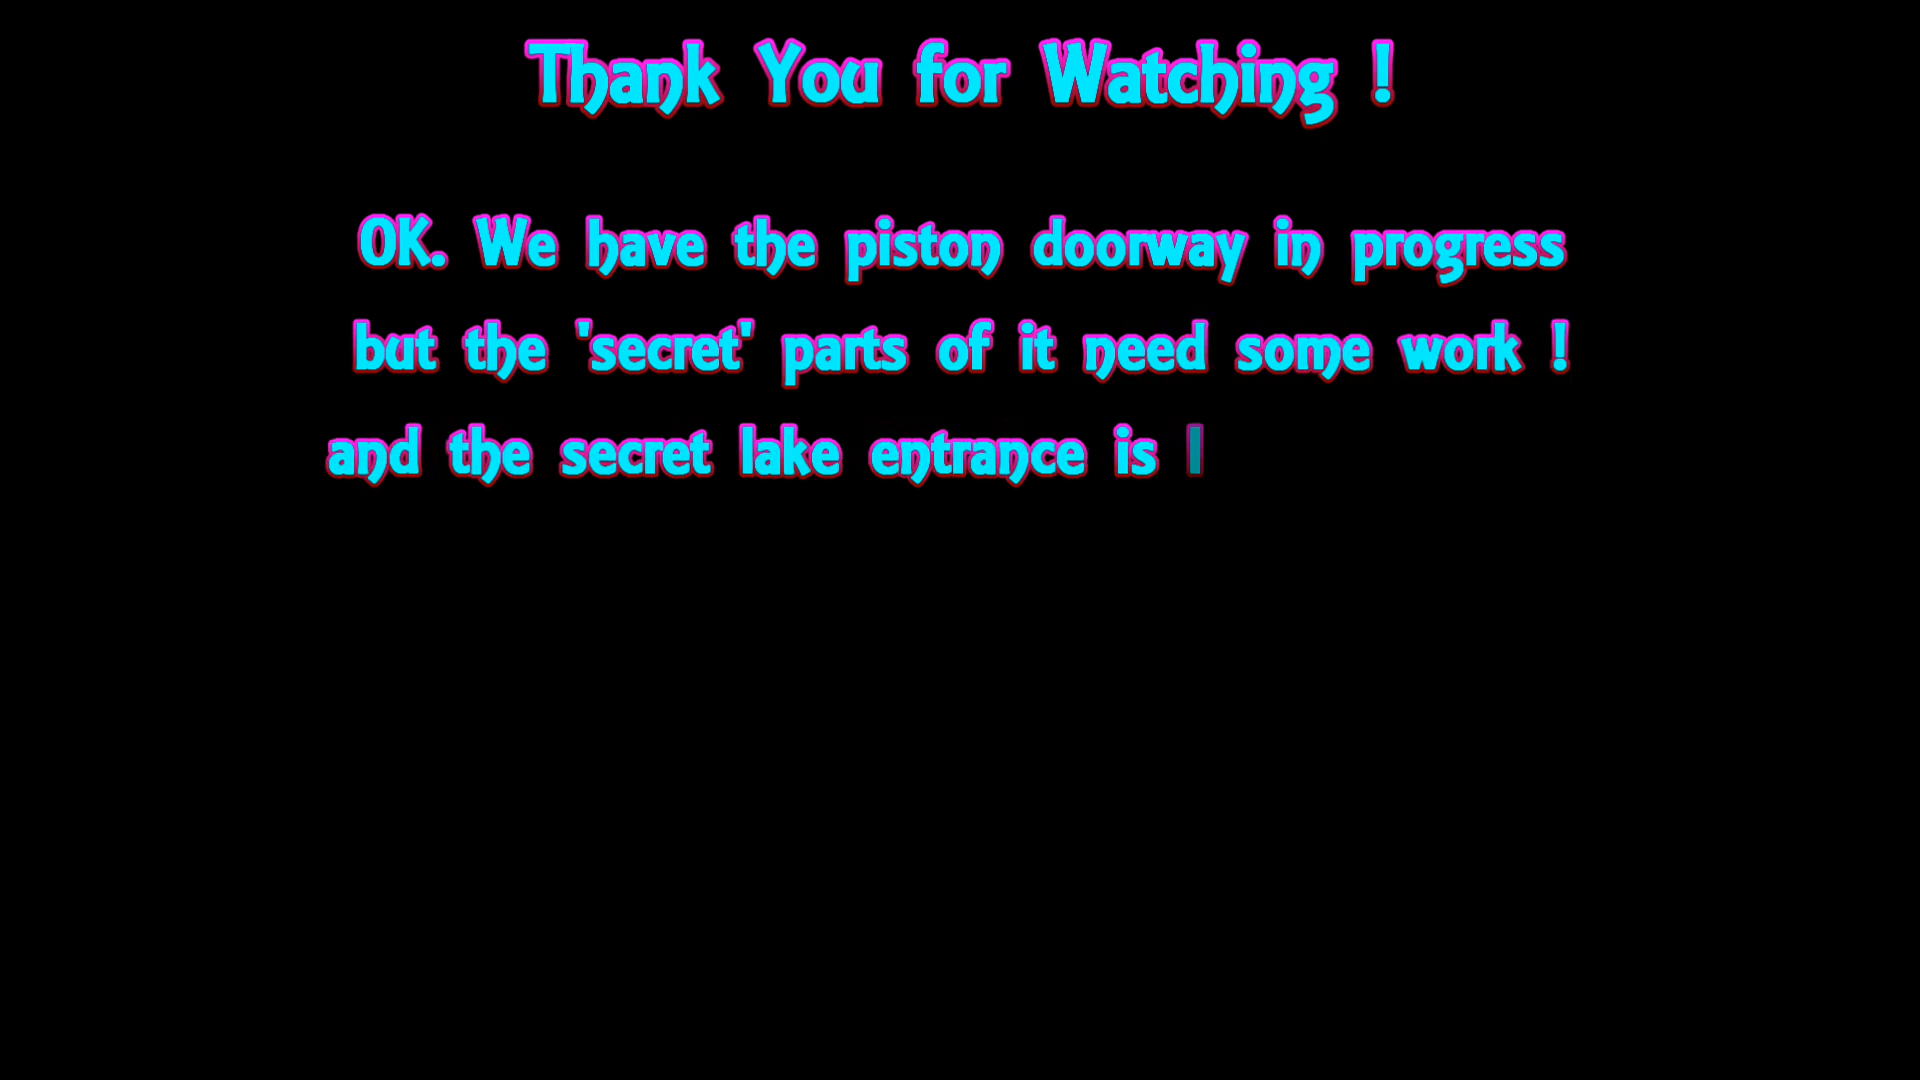 Thank You for Watching !
OK. We have the piston doorway in progress
but the 'secret' parts of it need some work !
and the secret lake entrance is l